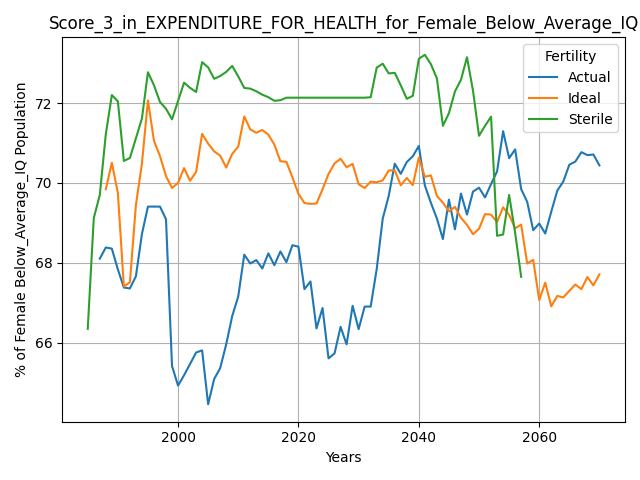 Score_3_in_EXPENDITURE_FOR_HEALTH_for_Female_Below_Average_IQ
% of Female Below_Average_IQ Population
72
70
68
66
Fertility
Actual
Ideal
Sterile
2000
2020
2040
2060
Years